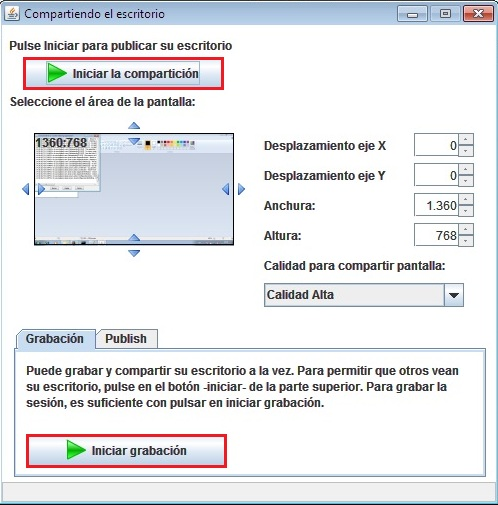 Compartiendo el escritorio
Pulse Iniciar para publicar su escritorio
Iniciar la compartición
Seleccione el área de la pantalla:
1360:768
Desplazamiento eje X
0
Desplazamiento eje Y
0
Anchura:
1.360
Altura:
768
Calidad para compartir pantalla:
Calidad Alta
Grabación
Publish
Puede grabar y compartir su escritorio a la vez. Para permitir que otros vean
su escritorio, pulse en el botón -iniciar- de la parte superior. Para grabar la
sesión, es suficiente con pulsar en iniciar grabación.
Iniciar grabación